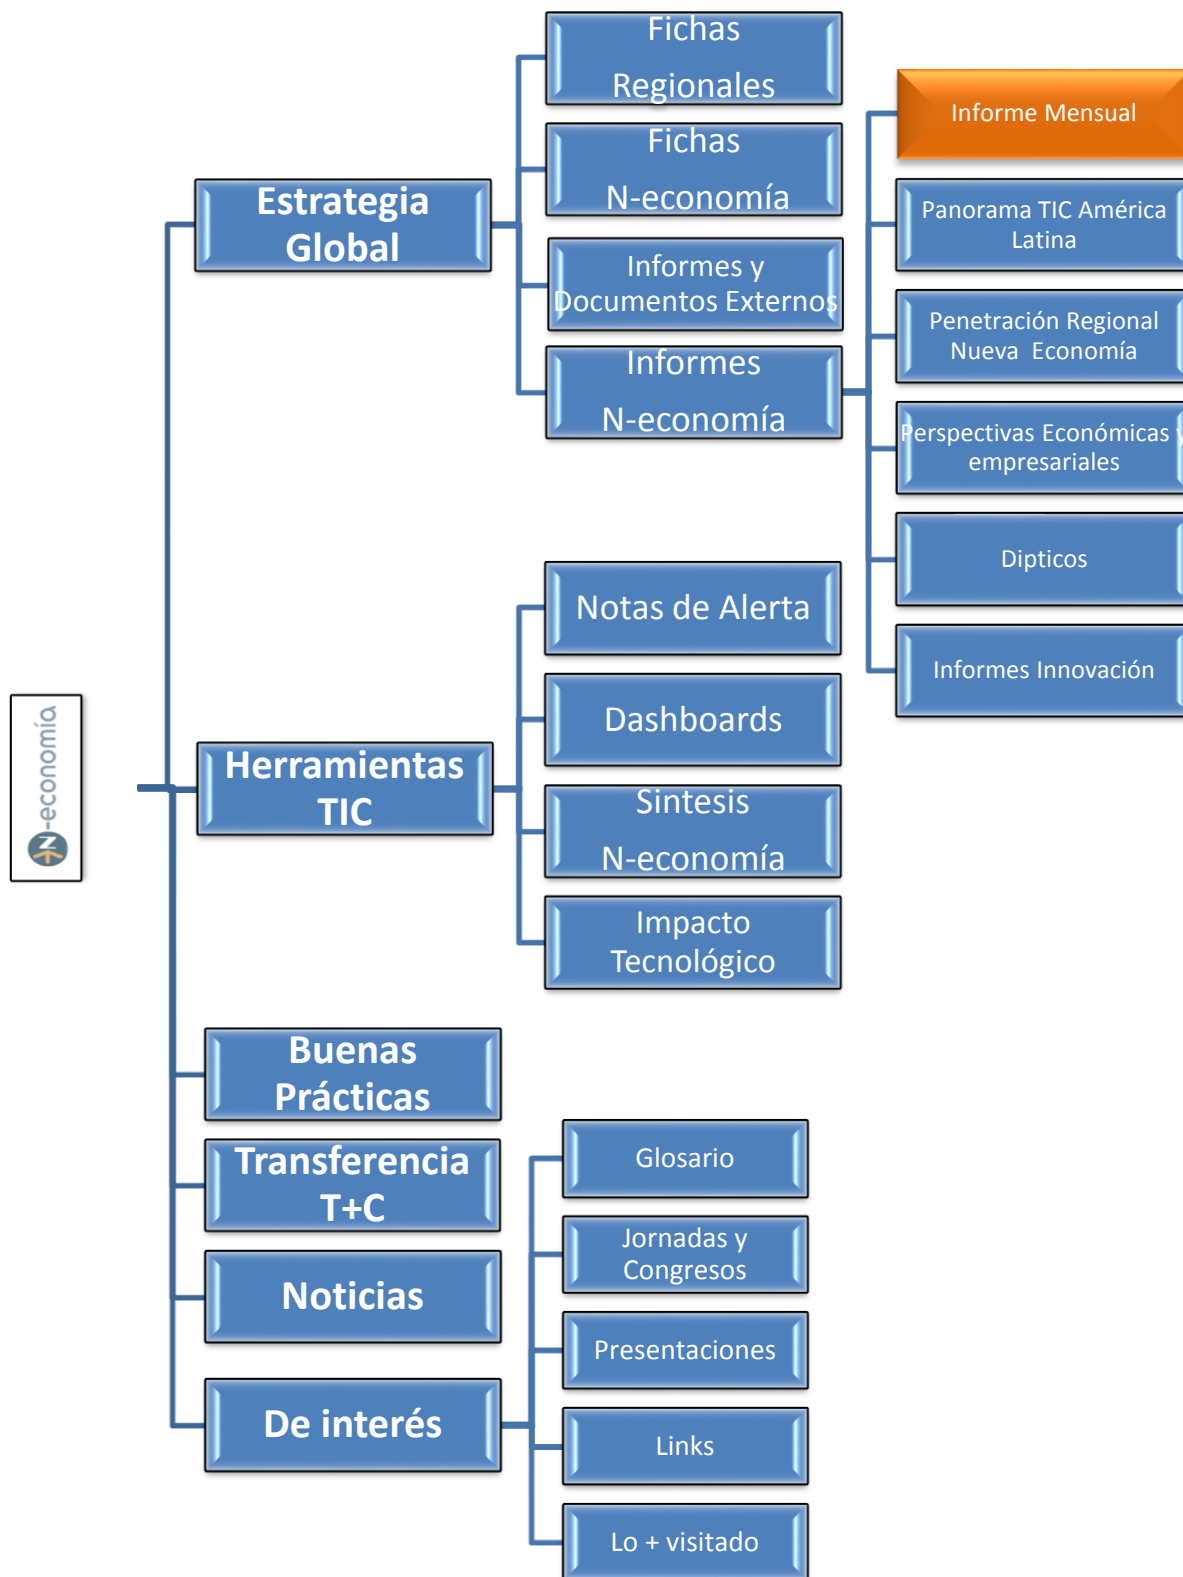 N-economía
Estrategia
Global
Fichas
Regionales
Fichas
N-economía
Informes y
Documentos Externos
Informes
N-economía
Informe Mensual
Panorama TIC América
Latina
Penetración Regional
Nueva Economía
Perspectivas Económicas y
empresariales
Dipticos
Informes Innovación
Herramientas
TIC
Notas de Alerta
Dashboards
Sintesis
N-economía
Impacto
Tecnológico
Buenas
Prácticas
Transferencia
T+C
Noticias
De interés
Glosario
Jornadas y
Congresos
Presentaciones
Links
Lo + visitado